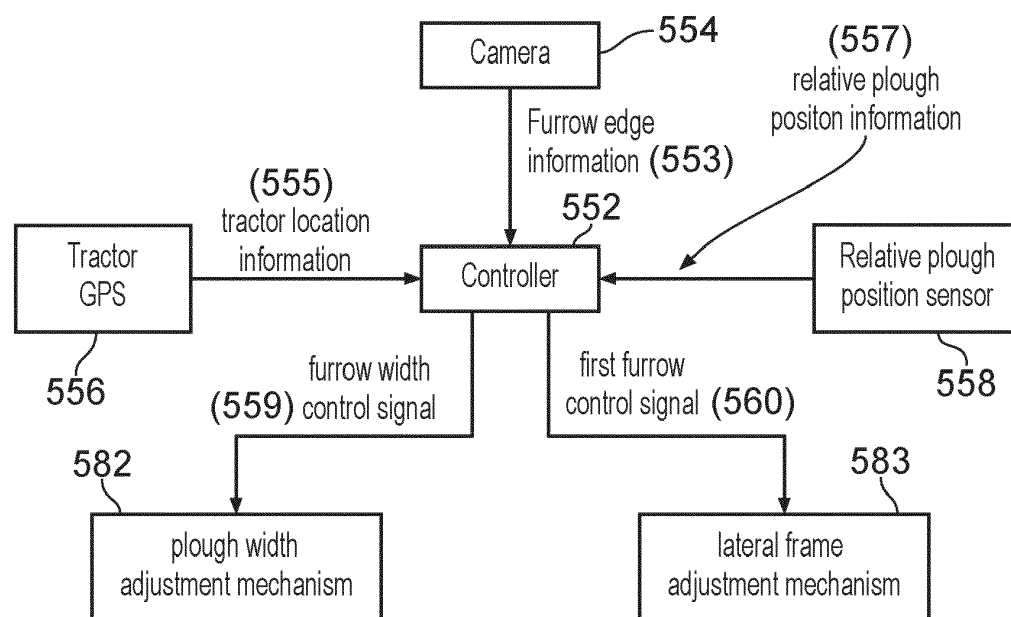 554
Camera
(557)
relative plough
positon information
Furrow edge
information (553)
(555)
tractor location
information
552
Tractor
GPS
Controller
Relative plough
position sensor
556
558
furrow width
(559) control signal
first furrow
control signal (560)
582
583
plough width
adjustment mechanism
lateral frame
adjustment mechanism